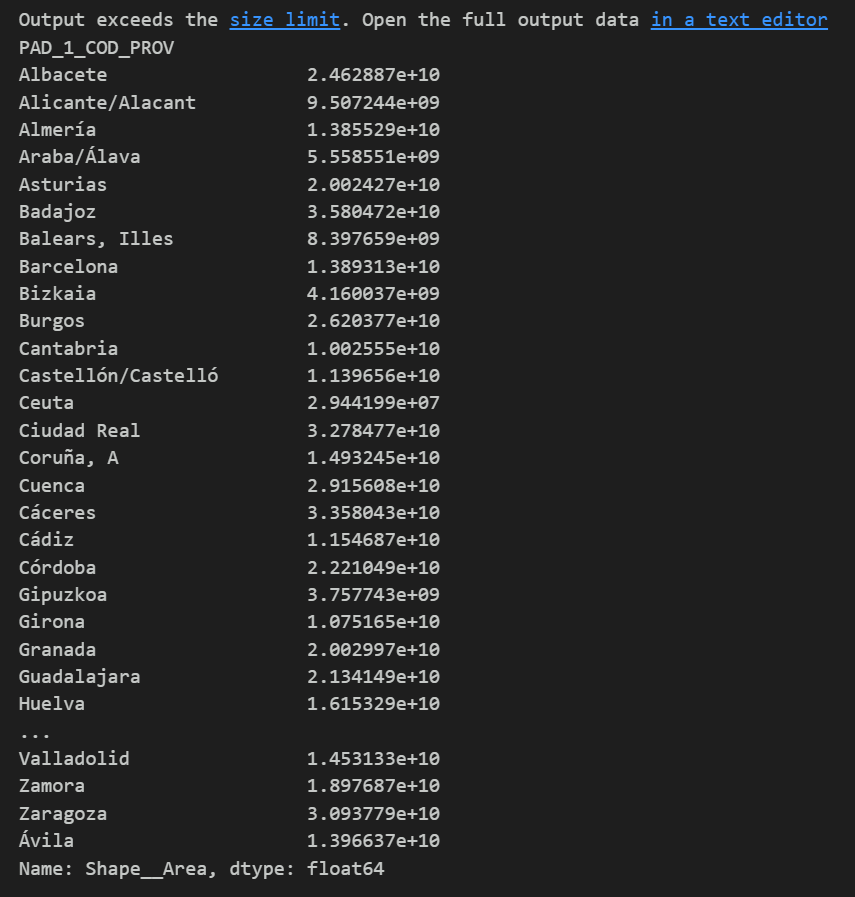 Output exceeds the size limit. Open the full output data in a text editor
PAD_1_COD_PROV
Albacete 2.462887e+10
Alicante/Alacant 9.507244e+09
Almería 1.385529e+10
Araba/Álava 5.558551e+09
Asturias 2.002427e+10
Badajoz 3.580472e+10
Balears, Illes 8.397659e+09
Barcelona 1.389313e+10
Bizkaia 4.160037e+09
Burgos 2.620377e+10
Cantabria 1.002555e+10
Castellón/Castelló 1.139656e+10
Ceuta 2.944199e+07
Ciudad Real 3.278477e+10
Coruña, A 1.493245e+10
Cuenca 2.915608e+10
Cáceres 3.358043e+10
Cádiz 1.154687e+10
Córdoba 2.221049e+10
Gipuzkoa 3.757743e+09
Girona 1.075165e+10
Granada 2.002997e+10
Guadalajara 2.134149e+10
Huelva 1.615329e+10
...
Valladolid 1.453133e+10
Zamora 1.897687e+10
Zaragoza 3.093779e+10
Ávila 1.396637e+10
Name: Shape__Area, dtype: float64